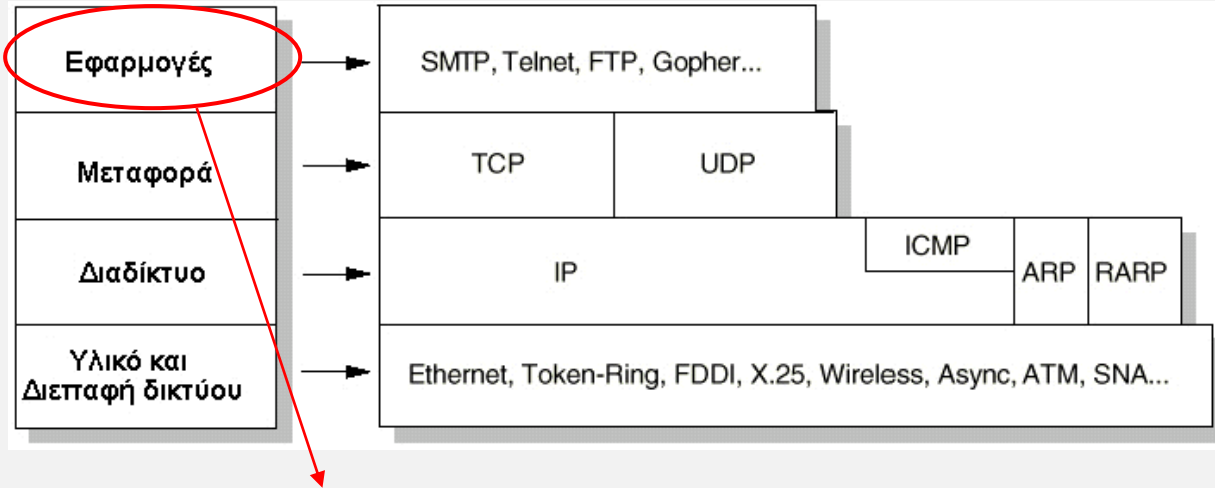 Εφαρμογές
SMTP, Telnet, FTP, Gopher...
Μεταφορά
TCP
UDP
Διαδίκτυο
IP
ICMP
ARP
RARP
Υλικό και
Διεπαφή δικτύου
Ethernet, Token-Ring, FDDI, X.25, Wireless, Async, ATM, SNA...